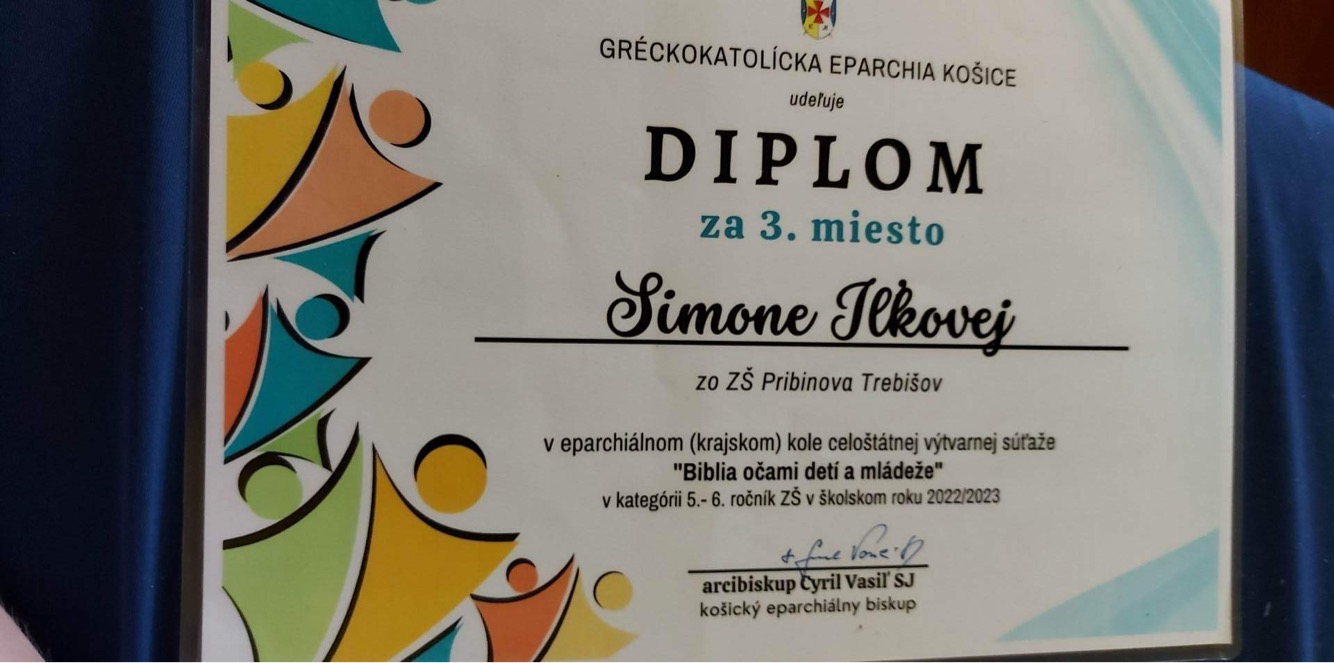 GRÉCKOKATOLÍCKA EPARCHIA KOŠICE
udeľuje
DIPLOM
za 3. miesto
Simone Iľkovej
zo ZŠ Pribinova Trebišov
v eparchiálnom (krajskom) kole celoštátnej výtvarnej súťaže
"Biblia očami detí a mládeže"
v kategórii 5.- 6. ročník ZŠ v školskom roku 2022/2023
arcibiskup Cyril Vasiľ SJ
košický eparchiálny biskup